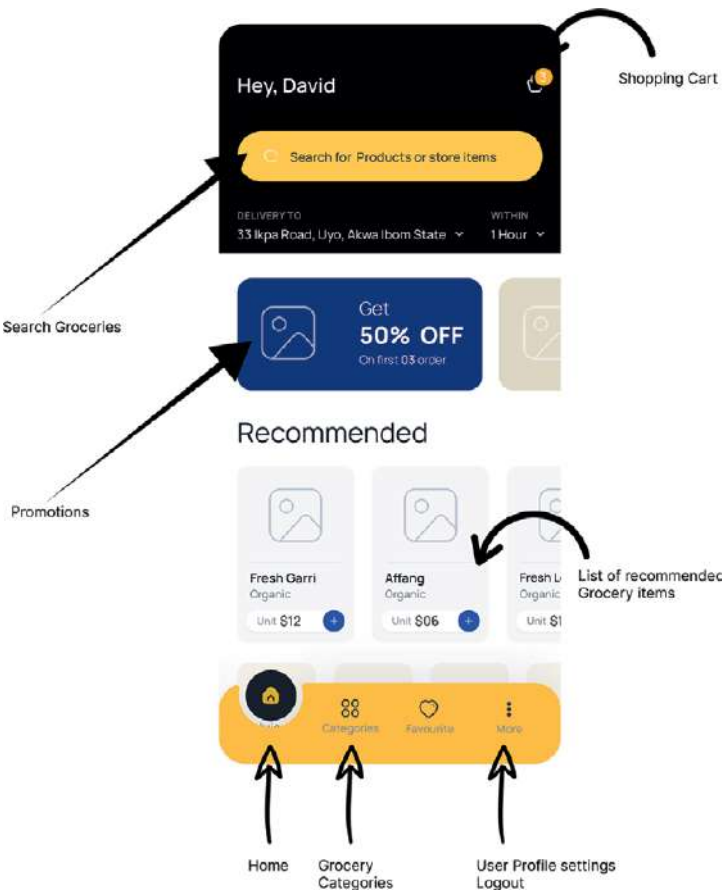 Shopping Cart
Hey, David
3
Search for Products or store items
DELIVERY TO
WITHIN
33 Ikpa Road, Uyo, Akwa Ibom State
1 Hour
Search Groceries
Get
50% OFF
On first 03 order
Promotions
Recommended
Fresh Garri
Affang
Fresh
Organic
Organic
Organic
Unit $12
Unit $06
Unit
List of recommended
Grocery items
Categories
Favourite
More
Home
Grocery
Categories
User Profile settings
Logout